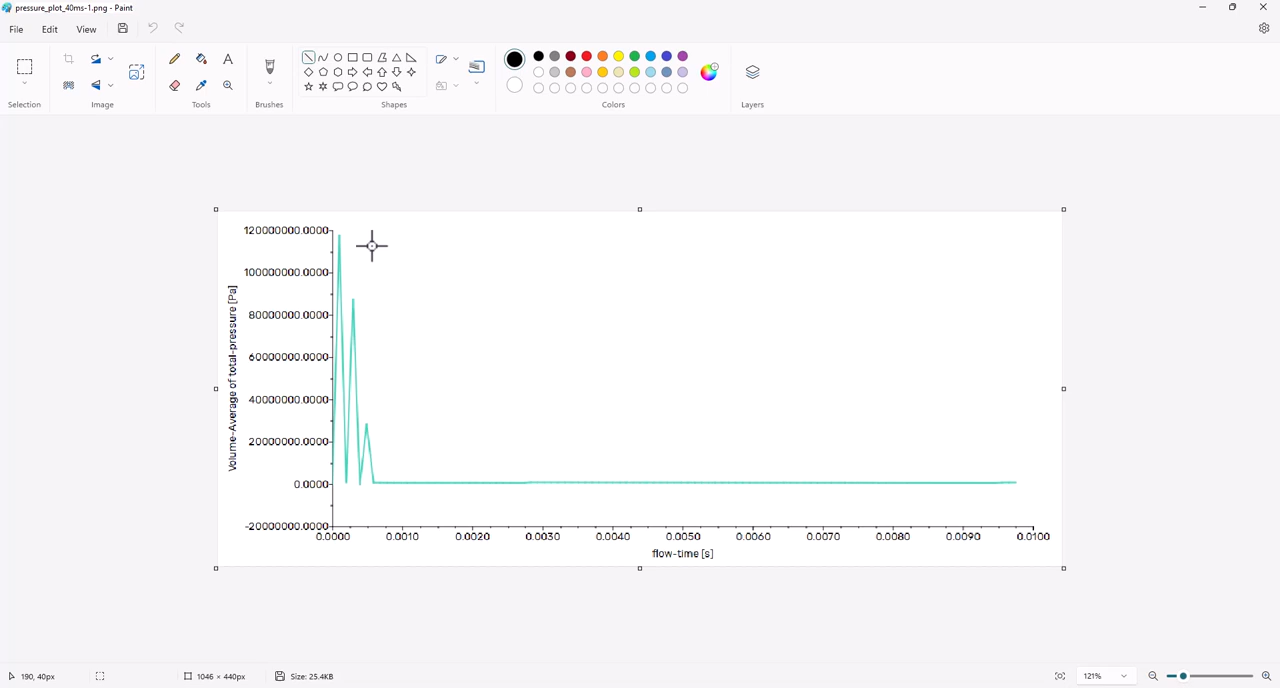 pressure_plot_40ms-1.png - Paint
File Edit View
Selection Image Tools Brushes Shapes Colors Layers
120000000.0000
100000000.0000
80000000.0000
60000000.0000
40000000.0000
20000000.0000
0.0000
-20000000.0000
Volume-Average of total-pressure [Pa]
0.0000 0.0010 0.0020 0.0030 0.0040 0.0050 0.0060 0.0070 0.0080 0.0090 0.0100
flow-time [s]
190, 40px 1046 × 440px Size: 25.4KB 121%